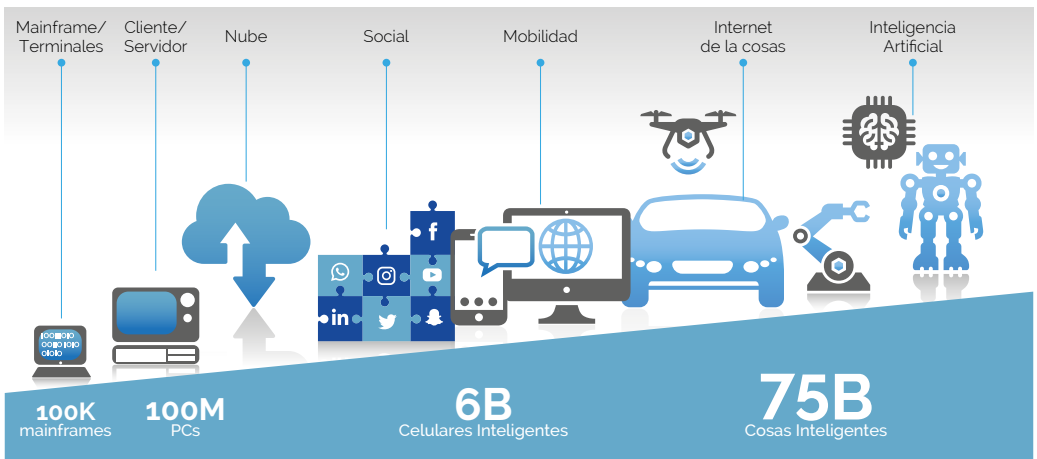 Mainframe/
Terminales
Cliente/
Servidor
Nube
Social
Mobilidad
Internet
de la cosas
Inteligencia
Artificial
in
100K
mainframes
100M
PCs
6B
Celulares Inteligentes
75B
Cosas Inteligentes